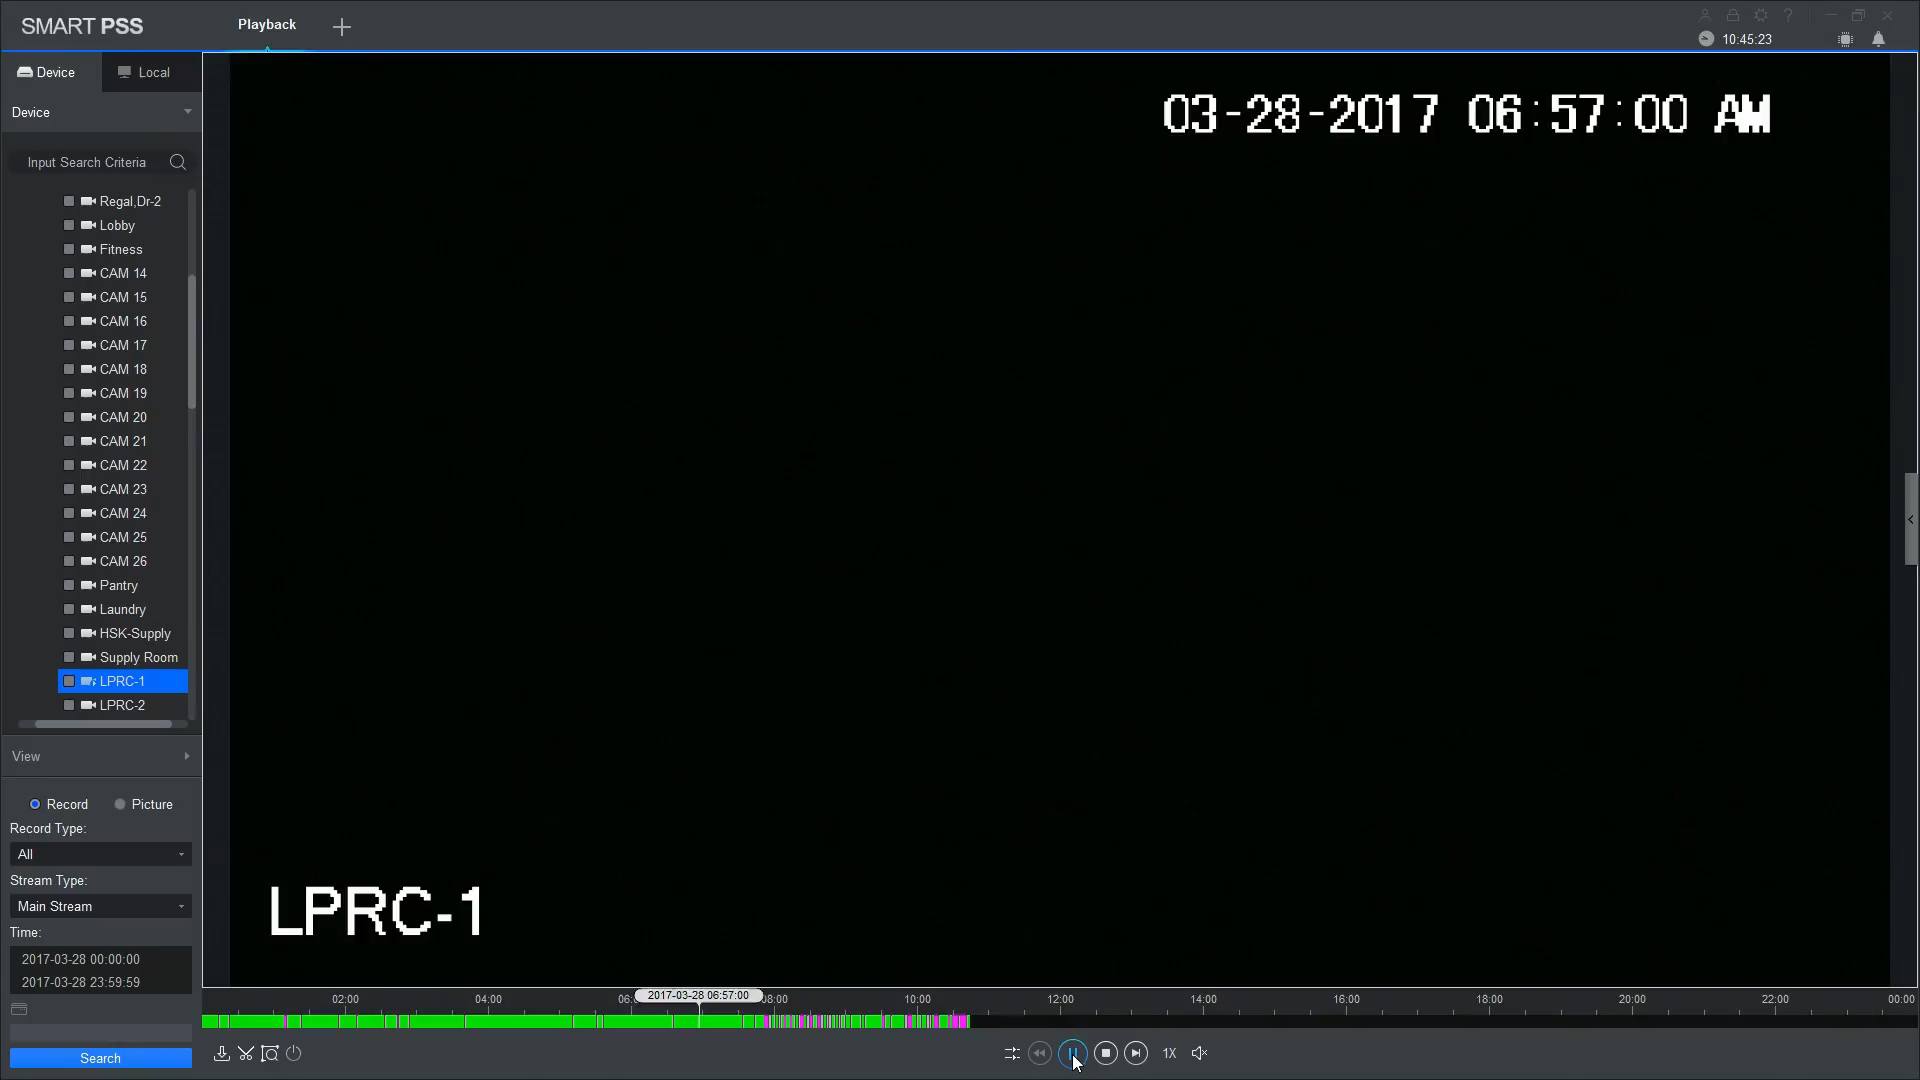 SMART PSS
Playback
10:45:23
Device
Local
Device
Input Search Criteria
Regal,Dr-2
Lobby
Fitness
CAM 14
CAM 15
CAM 16
CAM 17
CAM 18
CAM 19
CAM 20
CAM 21
CAM 22
CAM 23
CAM 24
CAM 25
CAM 26
Pantry
Laundry
HSK-Supply
Supply Room
LPRC-1
LPRC-2
View
Record Picture
Record Type:
All
Stream Type:
Main Stream
Time:
2017-03-28 00:00:00
2017-03-28 23:59:59
Search
03-28-2017 06:57:00 AM
LPRC-1
02:00 04:00 06: 2017-03-28 06:57:00 08:00 10:00 12:00 14:00 16:00 18:00 20:00 22:00 00:00
1X